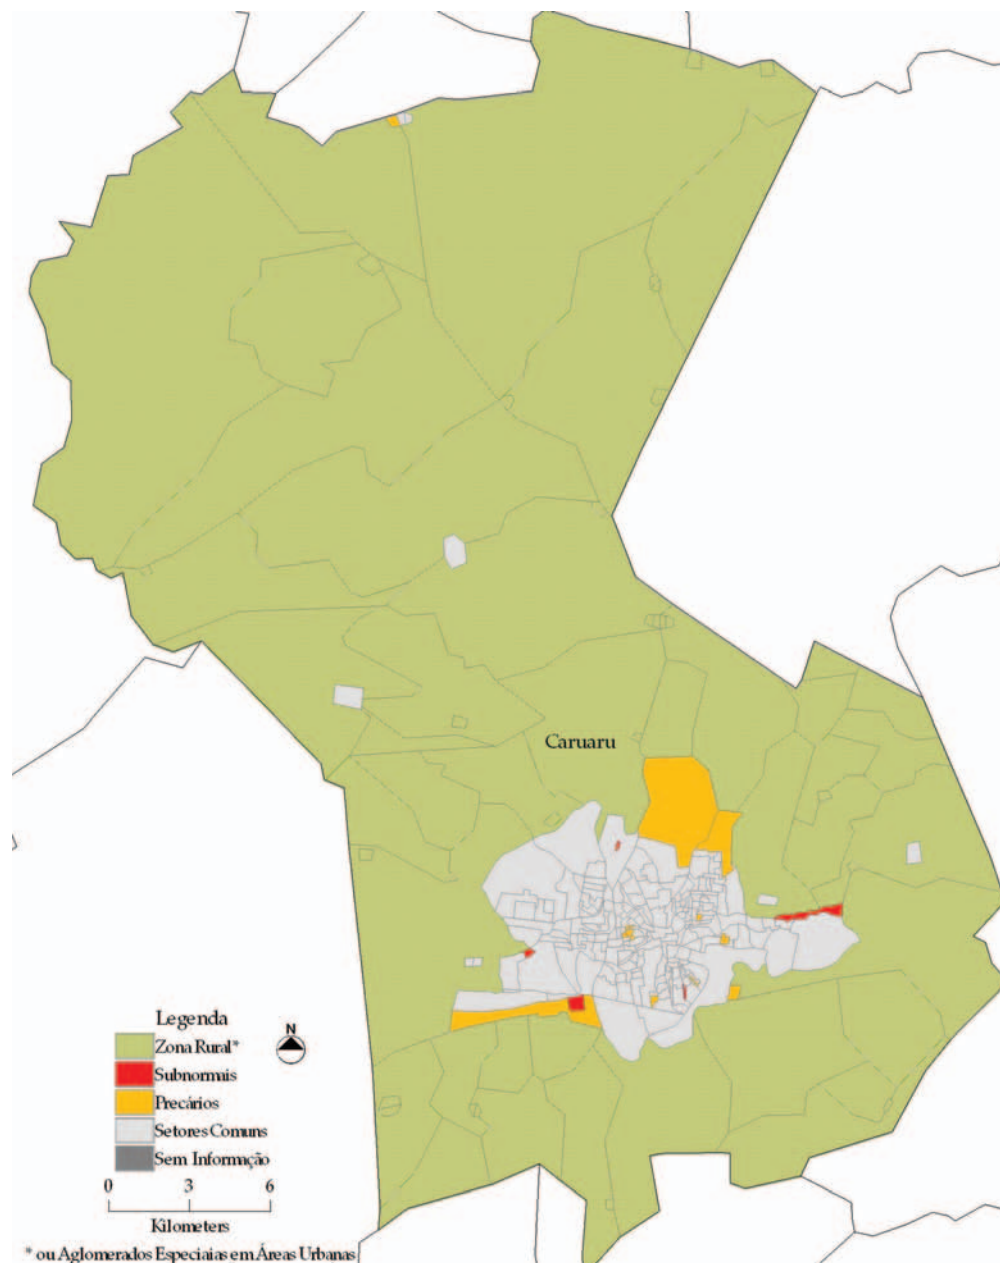 Caruaru
Legenda
Zona Rural*
Subnormais
Precários
Setores Comuns
Sem Informação
N
0 3 6
Kilometers
* ou Aglomerados Especiaias em Áreas Urbanas